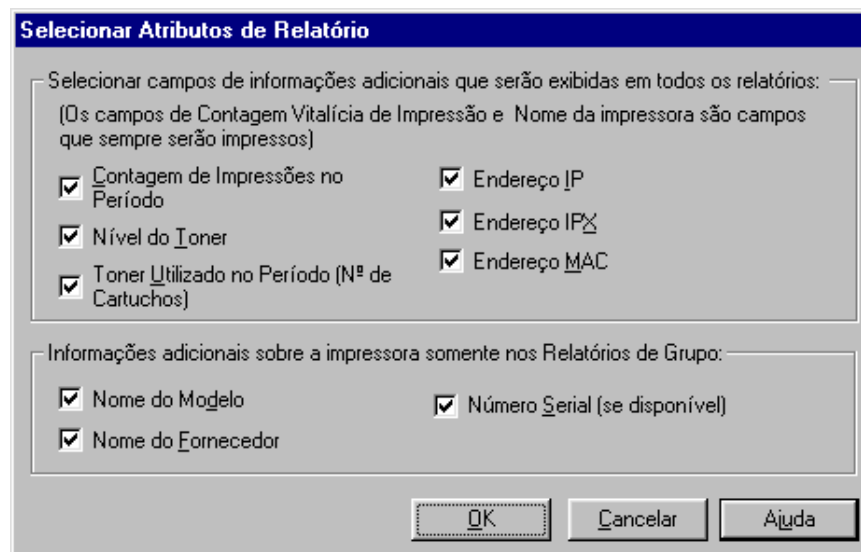 Selecionar Atributos de Relatório
Selecionar campos de informações adicionais que serão exibidas em todos os relatórios:
(Os campos de Contagem Vitalícia de Impressão e Nome da impressora são campos
que sempre serão impressos)
Contagem de Impressões no
Período
Nível do Toner
Toner Utilizado no Período (Nº de
Cartuchos)
Endereço IP
Endereço IPX
Endereço MAC
Informações adicionais sobre a impressora somente nos Relatórios de Grupo:
Nome do Modelo
Nome do Fornecedor
Número Serial (se disponível)
OK
Cancelar
Ajuda